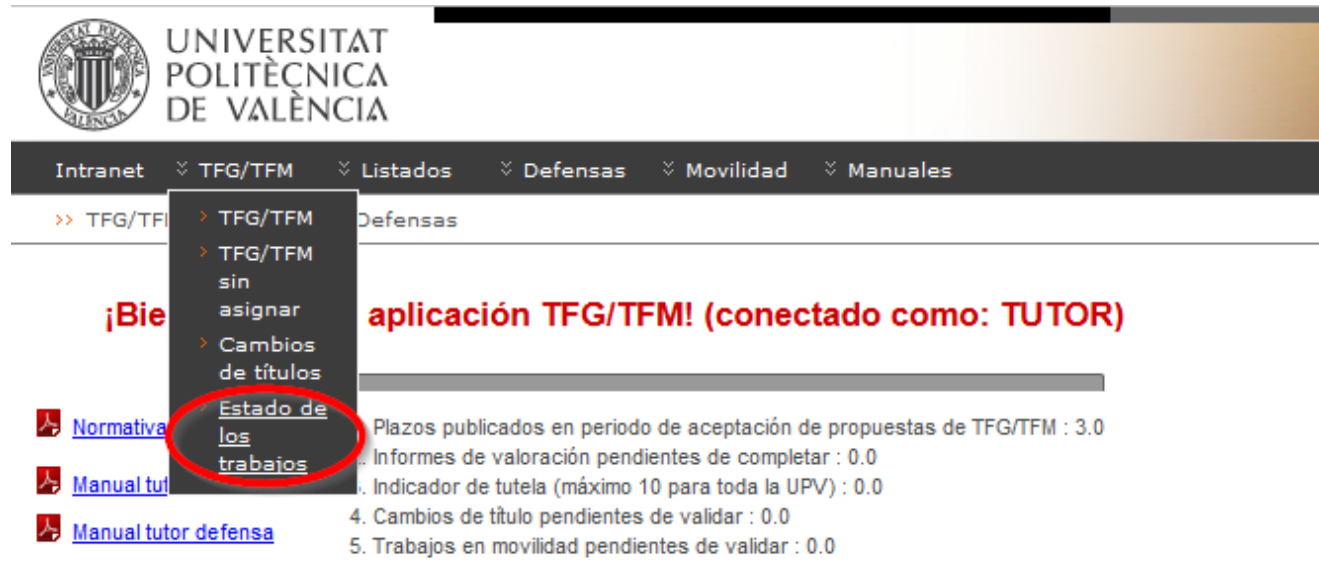 UNIVERSITAT
POLITÈCNICA
DE VALÈNCIA
Intranet TFG/TFM Listados Defensas Movilidad Manuales
>> TFG/TF Defensas
> TFG/TFM
> TFG/TFM
sin
asignar
> Cambios
de títulos
> Estado de
los
trabajos
¡Bie aplicación TFG/TFM! (conectado como: TUTOR)
Normativa
Manual tut
Manual tutor defensa
. Plazos publicados en periodo de aceptación de propuestas de TFG/TFM : 3.0
. Informes de valoración pendientes de completar : 0.0
. Indicador de tutela (máximo 10 para toda la UPV) : 0.0
4. Cambios de título pendientes de validar : 0.0
5. Trabajos en movilidad pendientes de validar : 0.0